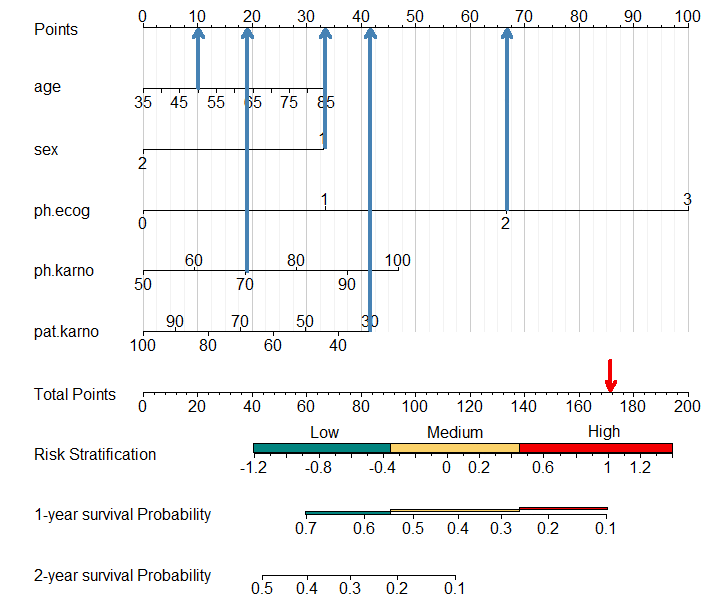 Points 0 10 20 30 40 50 60 70 80 90 100
age
35 45 55 65 75 85
sex 1
2
ph.ecog 1 3
0 2
ph.karno 60 80 100
50 70 90
pat.karno 90 70 50 30
100 80 60 40
Total Points
0 20 40 60 80 100 120 140 160 180 200
Low Medium High
Risk Stratification
-1.2 -0.8 -0.4 0 0.2 0.6 1 1.2
1-year survival Probability
0.7 0.6 0.5 0.4 0.3 0.2 0.1
2-year survival Probability
0.5 0.4 0.3 0.2 0.1